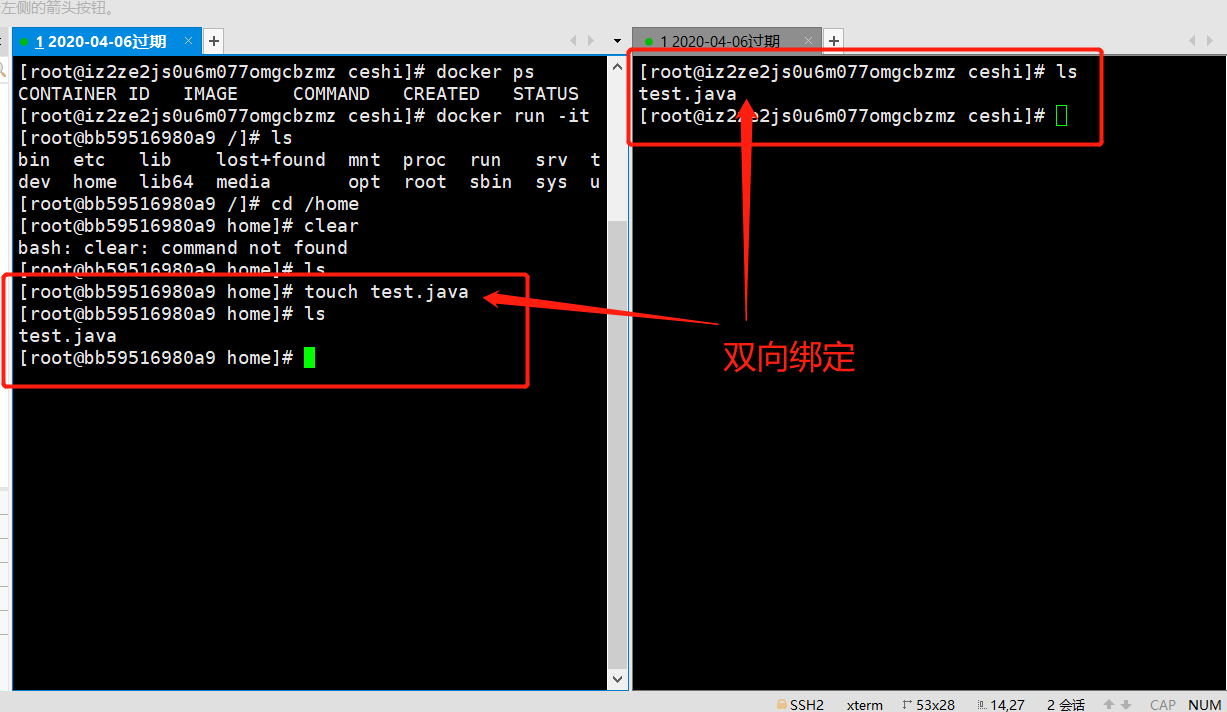 左侧的箭头按钮。
1 2020-04-06过期
[root@iz2ze2js0u6m077omgcbzmz ceshi]# docker ps
CONTAINER ID IMAGE COMMAND CREATED STATUS
[root@iz2ze2js0u6m077omgcbzmz ceshi]# docker run -it
[root@bb59516980a9 /]# ls
bin etc lib lost+found mnt proc run srv t
dev home lib64 media opt root sbin sys u
[root@bb59516980a9 /]# cd /home
[root@bb59516980a9 home]# clear
bash: clear: command not found
[root@bb59516980a9 home]# ls
[root@bb59516980a9 home]# touch test.java
[root@bb59516980a9 home]# ls
test.java
[root@bb59516980a9 home]#
1 2020-04-06过期
[root@iz2ze2js0u6m077omgcbzmz ceshi]# ls
test.java
[root@iz2ze2js0u6m077omgcbzmz ceshi]#
双向绑定
SSH2 xterm 53x28 14,27 2 会话 CAP NUM